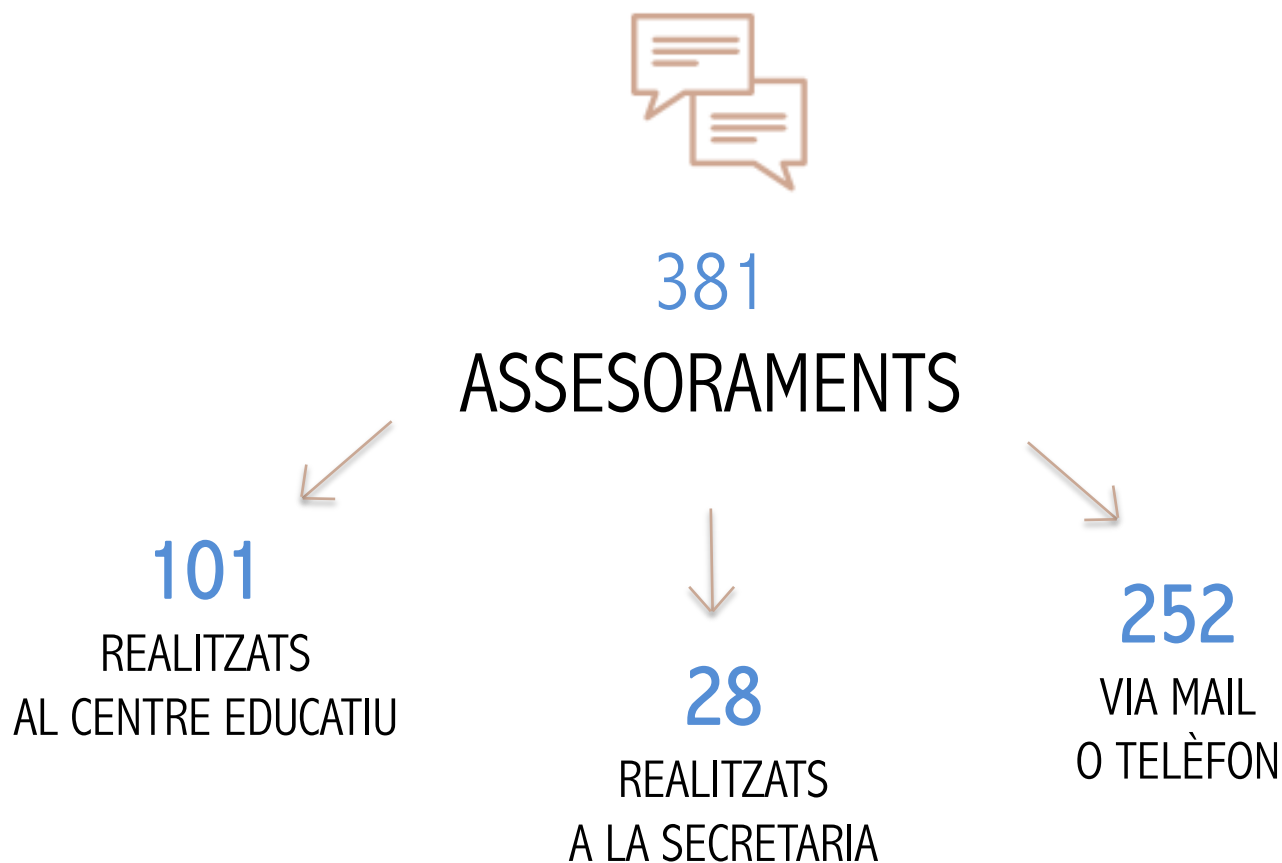 381
ASSESORAMENTS
101
REALITZATS
AL CENTRE EDUCATIU
28
REALITZATS
A LA SECRETARIA
252
VIA MAIL
O TELÈFON